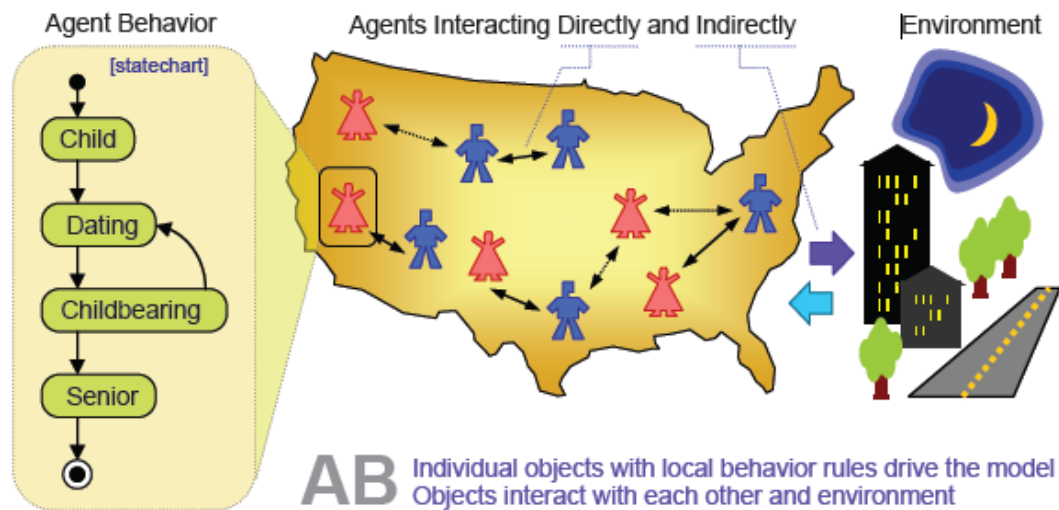 Agent Behavior
Agents Interacting Directly and Indirectly
Environment
[statechart]
Child
Dating
Childbearing
Senior
AB
Individual objects with local behavior rules drive the model
Objects interact with each other and environment